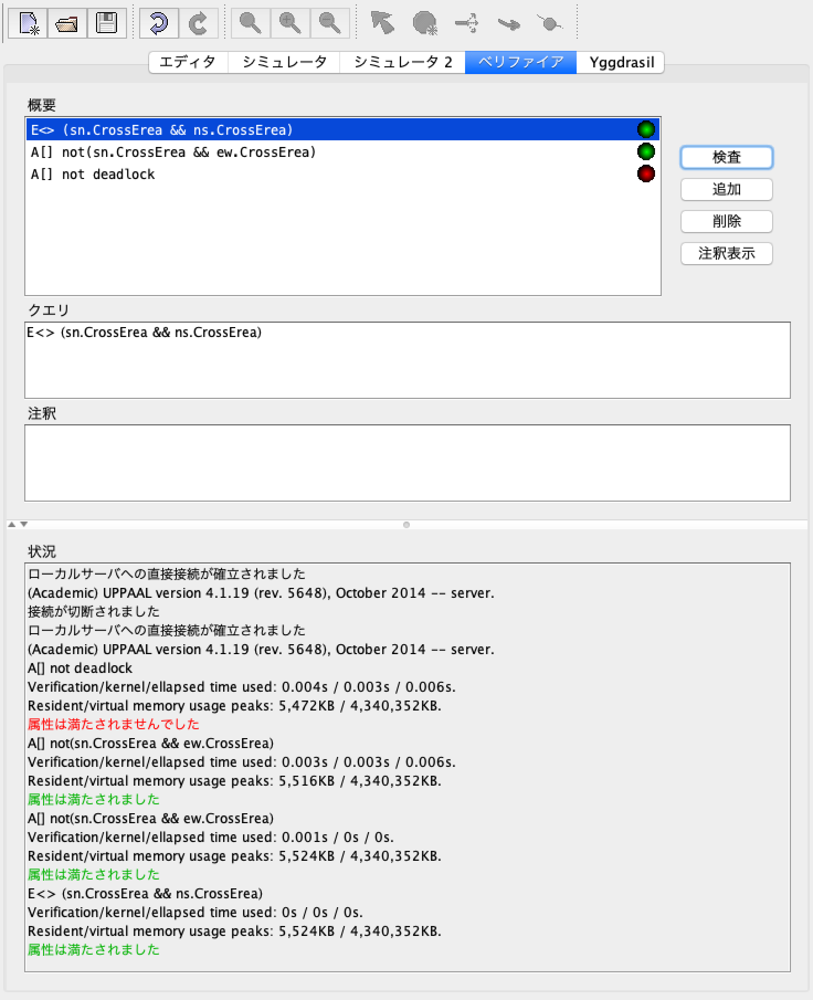 エディタ シミュレータ シミュレータ 2 ベリファイア Yggdrasil
概要
E<> (sn.CrossErea && ns.CrossErea)
A[] not(sn.CrossErea && ew.CrossErea)
A[] not deadlock
検査
追加
削除
注釈表示
クエリ
E<> (sn.CrossErea && ns.CrossErea)
注釈
状況
ローカルサーバへの直接接続が確立されました
(Academic) UPPAAL version 4.1.19 (rev. 5648), October 2014 -- server.
接続が切断されました
ローカルサーバへの直接接続が確立されました
(Academic) UPPAAL version 4.1.19 (rev. 5648), October 2014 -- server.
A[] not deadlock
Verification/kernel/ellapsed time used: 0.004s / 0.003s / 0.006s.
Resident/virtual memory usage peaks: 5,472KB / 4,340,352KB.
属性は満たされませんでした
A[] not(sn.CrossErea && ew.CrossErea)
Verification/kernel/ellapsed time used: 0.003s / 0.003s / 0.006s.
Resident/virtual memory usage peaks: 5,516KB / 4,340,352KB.
属性は満たされました
A[] not(sn.CrossErea && ew.CrossErea)
Verification/kernel/ellapsed time used: 0.001s / 0s / 0s.
Resident/virtual memory usage peaks: 5,524KB / 4,340,352KB.
属性は満たされました
E<> (sn.CrossErea && ns.CrossErea)
Verification/kernel/ellapsed time used: 0s / 0s / 0s.
Resident/virtual memory usage peaks: 5,524KB / 4,340,352KB.
属性は満たされました